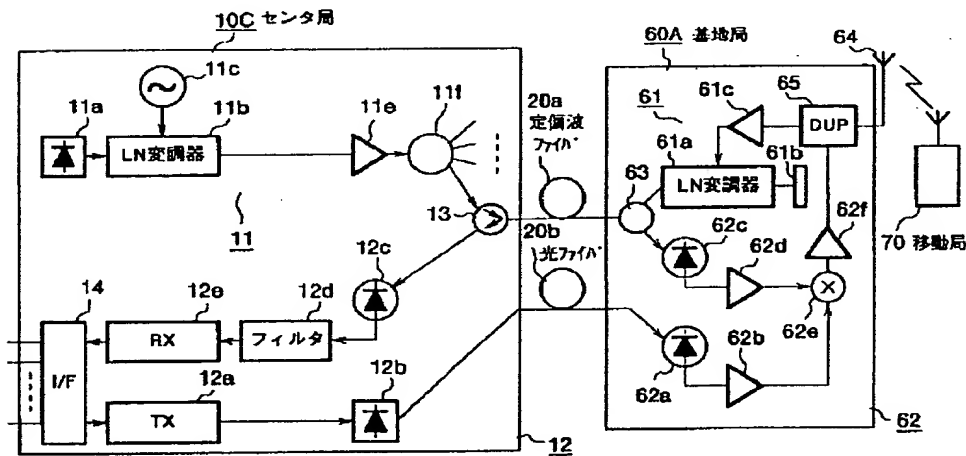 10C センタ局
11c
11a
11b
LN変調器
11e
11f
11
13
12c
14
12e
12d
RX
フィルタ
I/F
12a
12b
TX
12
20a
定偏波
ファイバ
20b
光ファイバ
60A 基地局
64
61
61c
65
DUP
61a
61b
LN変調器
63
62c
62d
62f
62e
62a
62b
62
70 移動局